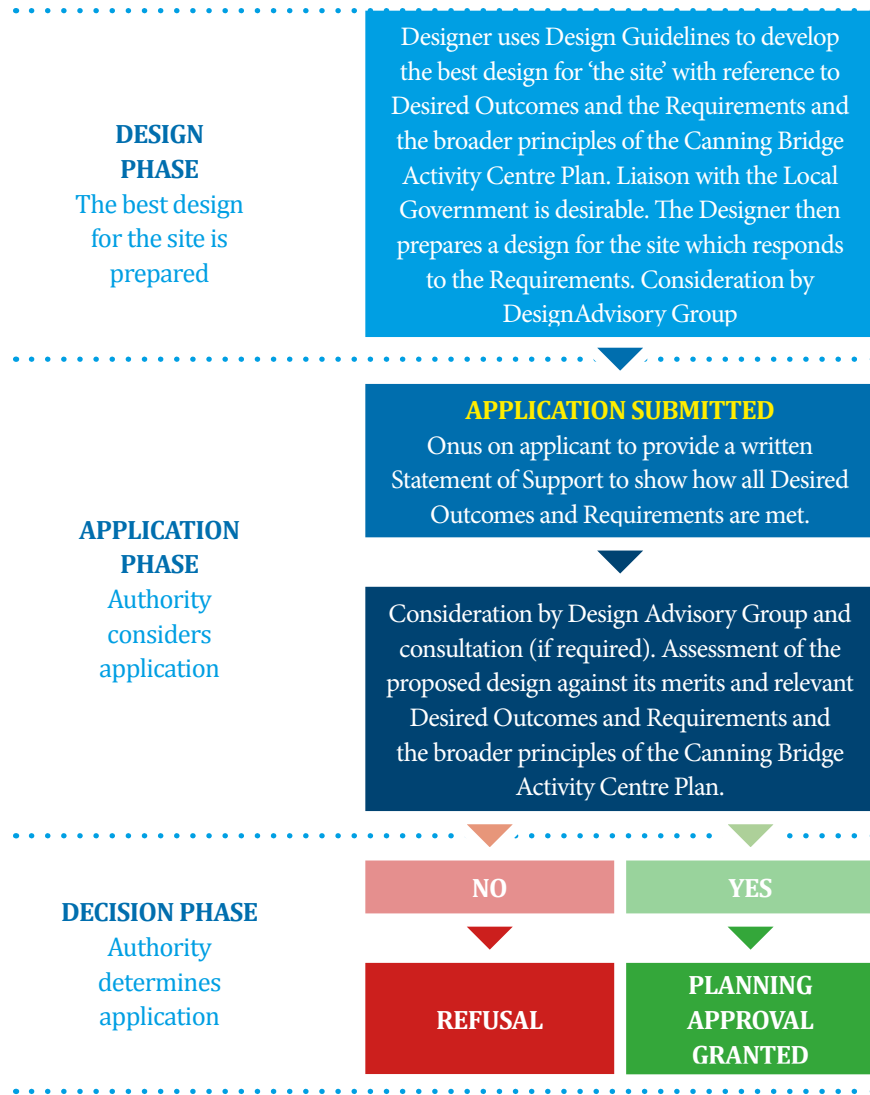 DESIGN
PHASE
The best design
for the site is
prepared
Designer uses Design Guidelines to develop
the best design for ‘the site’ with reference to
Desired Outcomes and the Requirements and
the broader principles of the Canning Bridge
Activity Centre Plan. Liaison with the Local
Government is desirable. The Designer then
prepares a design for the site which responds
to the Requirements. Consideration by
DesignAdvisory Group
APPLICATION
PHASE
Authority
considers
application
APPLICATION SUBMITTED
Onus on applicant to provide a written
Statement of Support to show how all Desired
Outcomes and Requirements are met.
Consideration by Design Advisory Group and
consultation (if required). Assessment of the
proposed design against its merits and relevant
Desired Outcomes and Requirements and
the broader principles of the Canning Bridge
Activity Centre Plan.
DECISION PHASE
Authority
determines
application
NO
YES
REFUSAL
PLANNING
APPROVAL
GRANTED